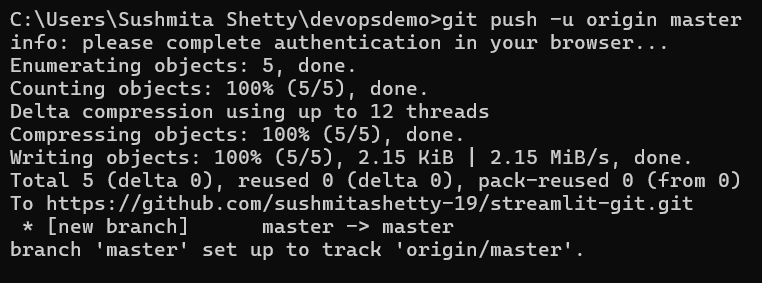 C:\Users\Sushmita Shetty\devopsdemo>git push -u origin master
info: please complete authentication in your browser...
Enumerating objects: 5, done.
Counting objects: 100% (5/5), done.
Delta compression using up to 12 threads
Compressing objects: 100% (5/5), done.
Writing objects: 100% (5/5), 2.15 KiB | 2.15 MiB/s, done.
Total 5 (delta 0), reused 0 (delta 0), pack-reused 0 (from 0)
To https://github.com/sushmitashetty-19/streamlit-git.git
 * [new branch]      master -> master
branch 'master' set up to track 'origin/master'.